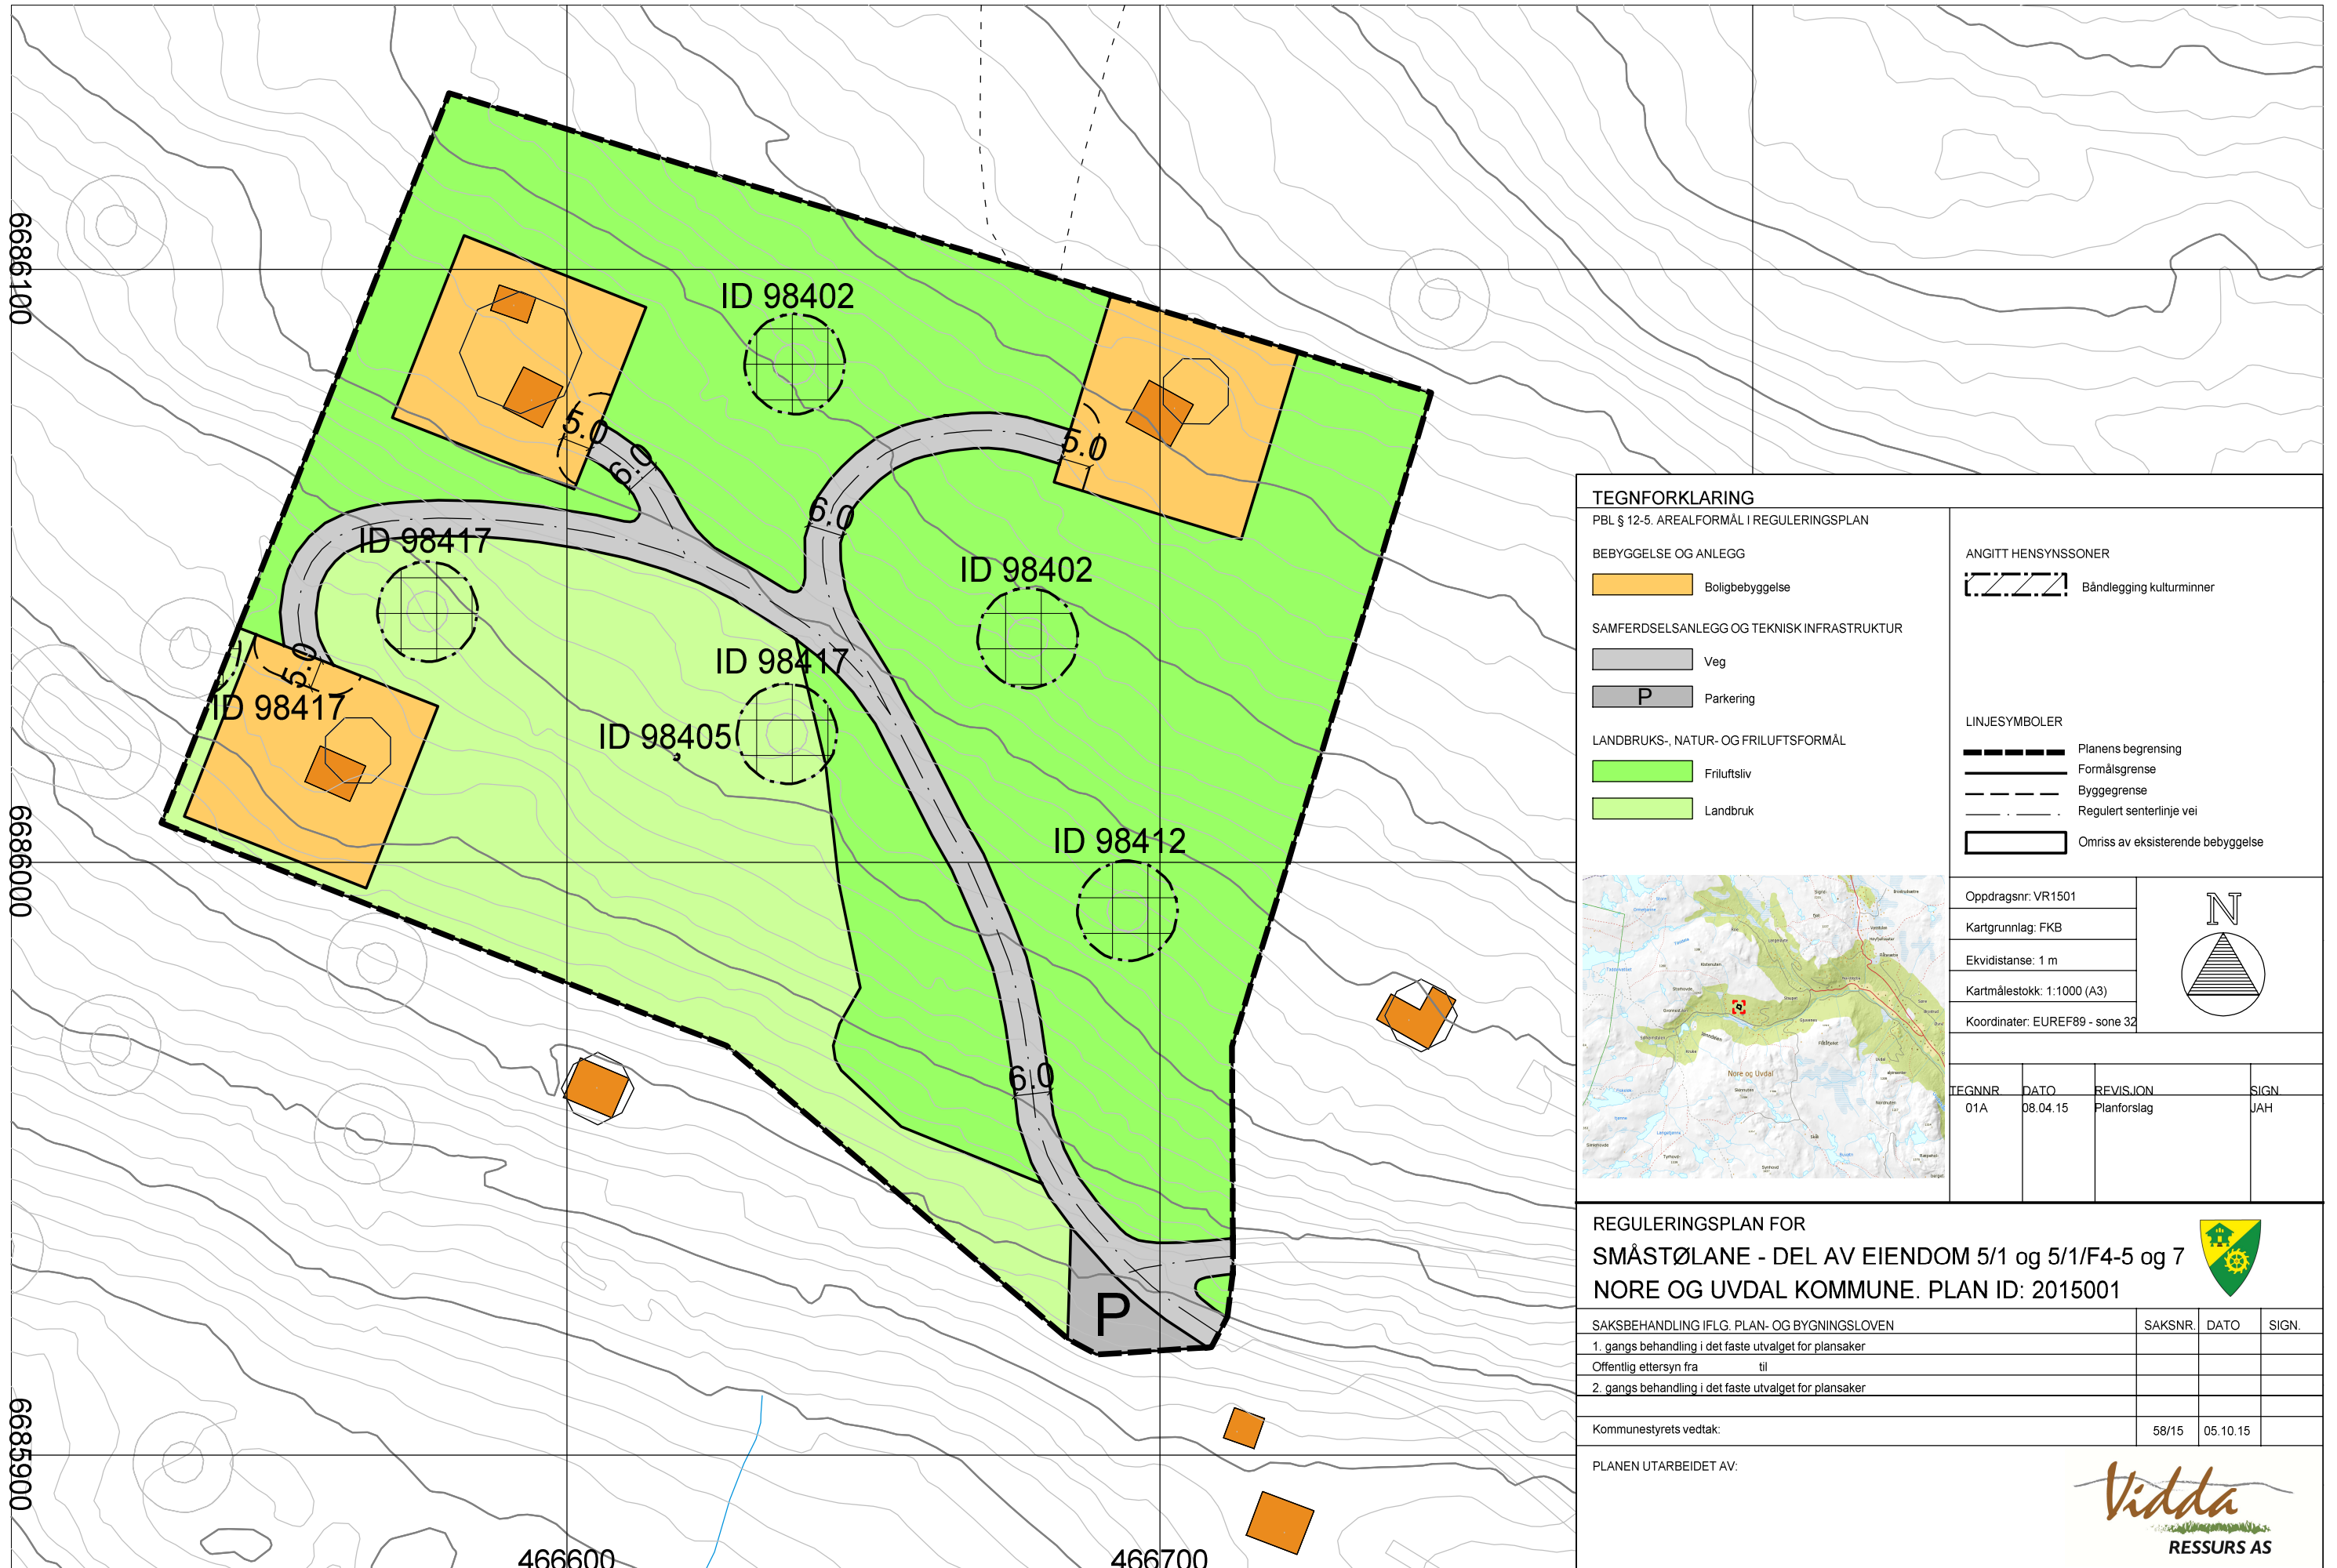 6686100
6686000
6685900
466600
466700
ID 98402
ID 98402
ID 98417
ID 98417
ID 98417
ID 98405
ID 98412
5.0
6.0
5.0
6.0
5.0
6.0
P
TEGNFORKLARING
PBL § 12-5. AREALFORMÅL I REGULERINGSPLAN
BEBYGGELSE OG ANLEGG
Boligbebyggelse
SAMFERDSELSANLEGG OG TEKNISK INFRASTRUKTUR
Veg
P Parkering
LANDBRUKS-, NATUR- OG FRILUFTSFORMÅL
Friluftsliv
Landbruk
ANGITT HENSYNSSONER
Båndlegging kulturminner
LINJESYMBOLER
Planens begrensing
Formålsgrense
Byggegrense
Regulert senterlinje vei
Omriss av eksisterende bebyggelse
Nore og Uvdal
Oppdragsnr: VR1501
Kartgrunnlag: FKB
Ekvidistanse: 1 m
Kartmålestokk: 1:1000 (A3)
Koordinater: EUREF89 - sone 32
N
TEGNNR DATO REVISJON SIGN
01A 08.04.15 Planforslag JAH
REGULERINGSPLAN FOR
SMÅSTØLANE - DEL AV EIENDOM 5/1 og 5/1/F4-5 og 7
NORE OG UVDAL KOMMUNE. PLAN ID: 2015001
SAKSBEHANDLING IFLG. PLAN- OG BYGNINGSLOVEN SAKSNR. DATO SIGN.
1. gangs behandling i det faste utvalget for plansaker
Offentlig ettersyn fra til
2. gangs behandling i det faste utvalget for plansaker
Kommunestyrets vedtak: 58/15 05.10.15
PLANEN UTARBEIDET AV:
Vidda
RESSURS AS